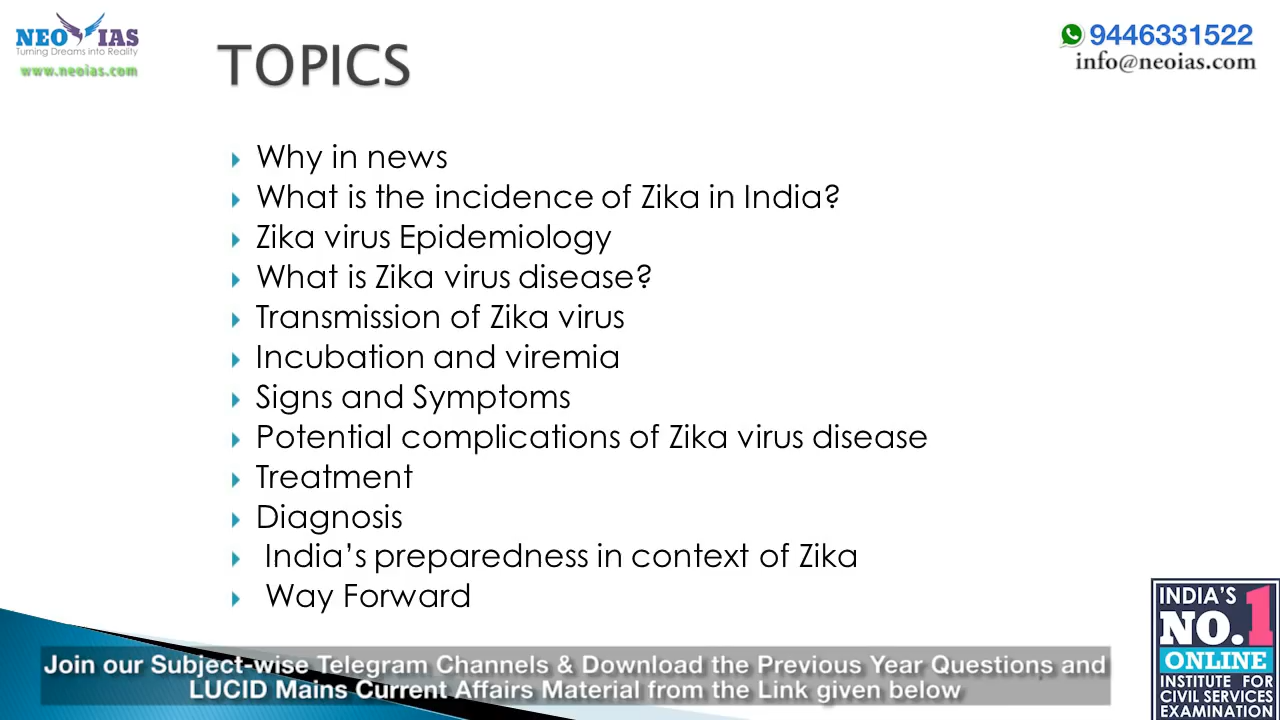 NEO IAS
Turning Dreams into Reality
www.neoias.com
TOPICS
9446331522
info@neoias.com
Why in news
What is the incidence of Zika in India?
Zika virus Epidemiology
What is Zika virus disease?
Transmission of Zika virus
Incubation and viremia
Signs and Symptoms
Potential complications of Zika virus disease
Treatment
Diagnosis
India’s preparedness in context of Zika
Way Forward
Join our Subject-wise Telegram Channels & Download the Previous Year Questions and
LUCID Mains Current Affairs Material from the Link given below
INDIA'S
NO.1
ONLINE
INSTITUTE FOR
CIVIL SERVICES
EXAMINATION